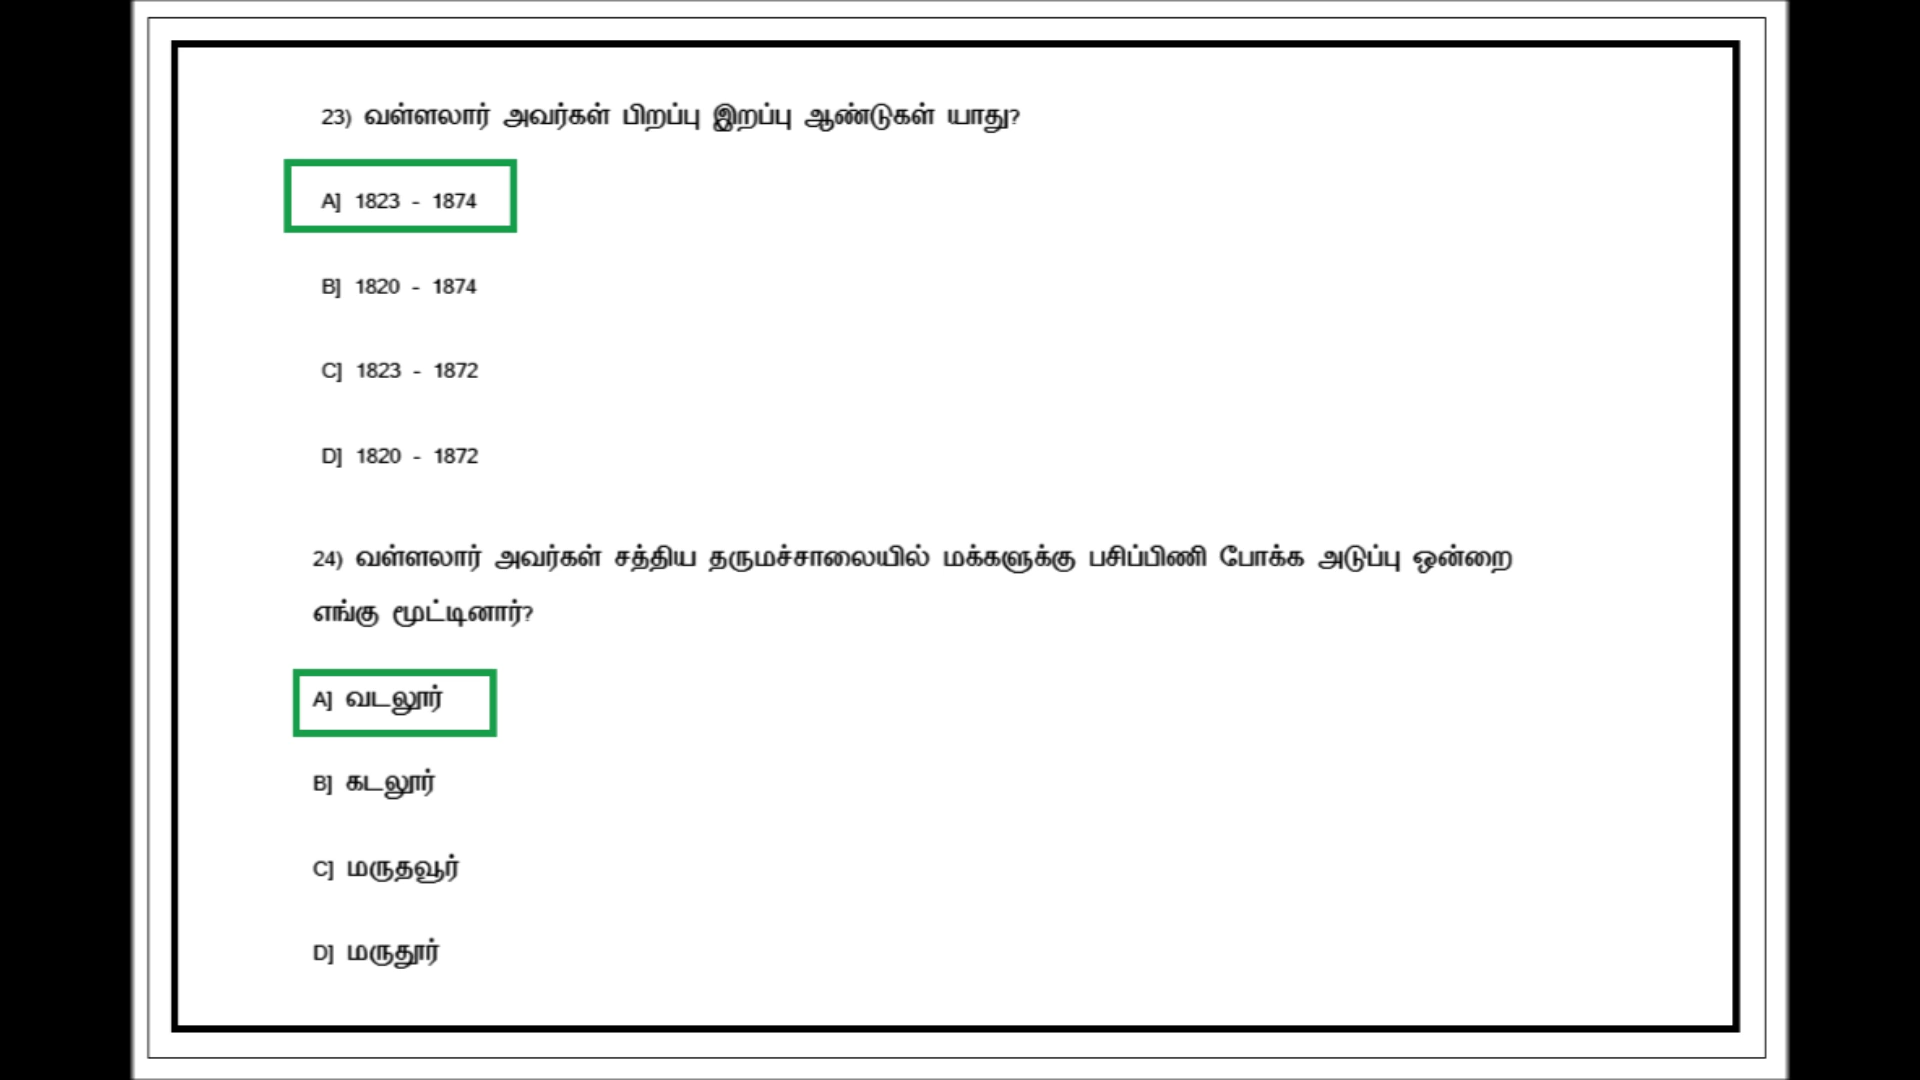 23) வள்ளலார் அவர்கள் பிறப்பு இறப்பு ஆண்டுகள் யாது?
A] 1823 - 1874
B] 1820 - 1874
C] 1823 - 1872
D] 1820 - 1872
24) வள்ளலார் அவர்கள் சத்திய தருமச்சாலையில் மக்களுக்கு பசிப்பிணி போக்க அடுப்பு ஒன்றை
எங்கு மூட்டினார்?
A] வடலூர்
B] கடலூர்
C] மருதவூர்
D] மருதூர்